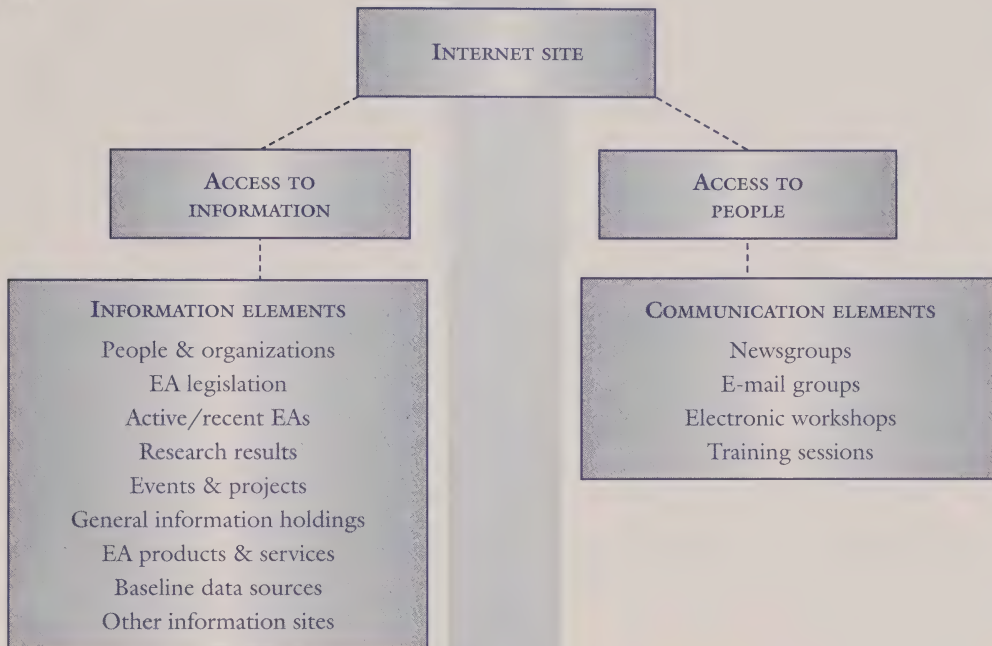 INTERNET SITE
ACCESS TO
INFORMATION
ACCESS TO
PEOPLE
INFORMATION ELEMENTS
People & organizations
EA legislation
Active/recent EAs
Research results
Events & projects
General information holdings
EA products & services
Baseline data sources
Other information sites
COMMUNICATION ELEMENTS
Newsgroups
E-mail groups
Electronic workshops
Training sessions